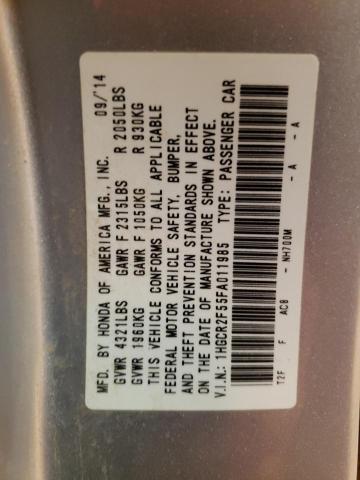 MFD. BY HONDA OF AMERICA MFG., INC. 09/'14
GVWR 4321LBS GAWR F 2315LBS R 2050LBS
GVWR 1960KG GAWR F 1050KG R 930KG
THIS VEHICLE CONFORMS TO ALL APPLICABLE
FEDERAL MOTOR VEHICLE SAFETY, BUMPER,
AND THEFT PREVENTION STANDARDS IN EFFECT
ON THE DATE OF MANUFACTURE SHOWN ABOVE.
V.I.N.: 1HGCR2F55FA011985 TYPE: PASSENGER CAR
T2F F AC8 - NH700M - A - A